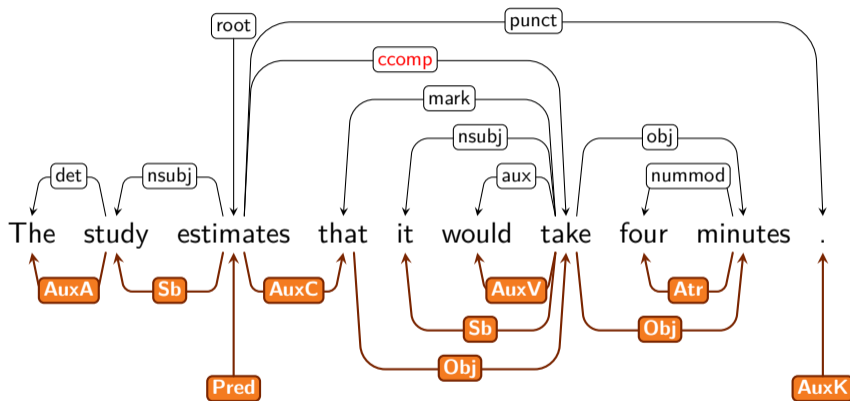 punct
root
ccomp
mark
nsubj obj
det nsubj aux nummod
The study estimates that it would take four minutes .
AuxA Sb AuxC AuxV Atr
Sb Obj
Obj
Pred AuxK